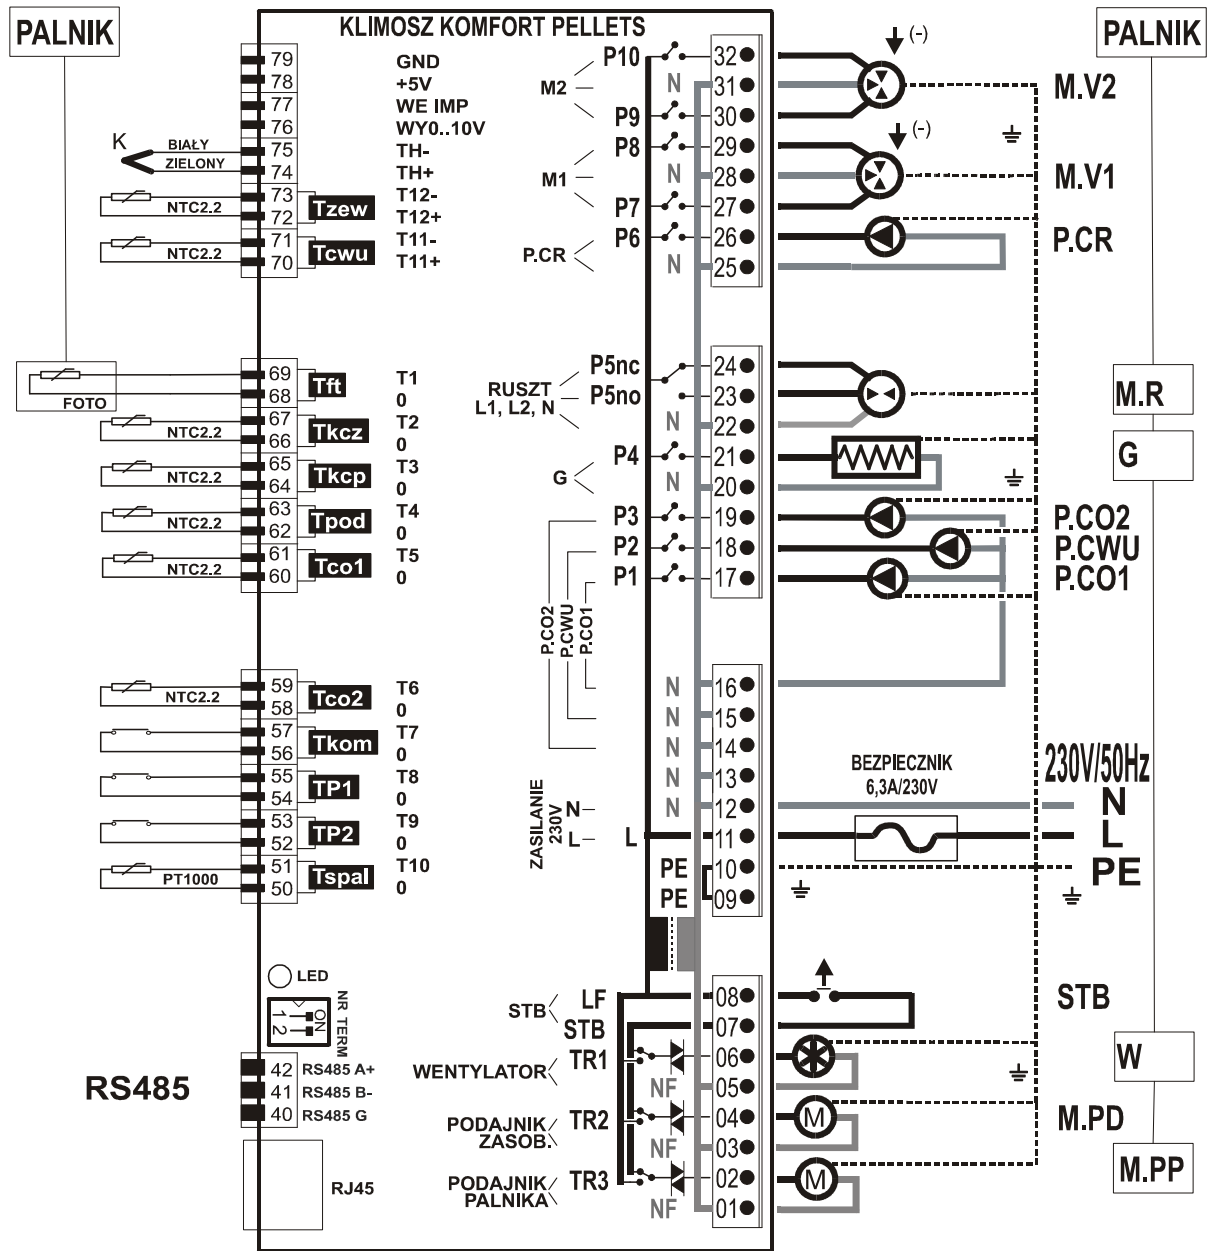 PALNIK
KLIMOSZ KOMFORT PELLETS
PALNIK
79 GND
78 +5V
77 WE IMP
76 WY0..10V
K
BIAŁY
75 TH-
ZIELONY
74 TH+
73 T12-
NTC2.2
Tzew
72 T12+
71 T11-
NTC2.2
Tcwu
70 T11+
FOTO
69 T1
Tft
68 0
67 T2
NTC2.2
Tkcz
66 0
65 T3
NTC2.2
Tkcp
64 0
63 T4
NTC2.2
Tpod
62 0
61 T5
NTC2.2
Tco1
60 0
59 T6
NTC2.2
Tco2
58 0
57 T7
Tkom
56 0
55 T8
TP1
54 0
53 T9
TP2
52 0
51 T10
PT1000
Tspal
50 0
LED
1 2
ON
NR TERM
RS485
42 RS485 A+
41 RS485 B-
40 RS485 G
RJ45
P10 32
M2
N 31
P9 30
(-)
M.V2
P8 29
M1
N 28
P7 27
(-)
M.V1
P6 26
P.CR
N 25
P.CR
P5nc 24
RUSZT
L1, L2, N
P5no 23
N 22
M.R
P4 21
G
N 20
G
P3 19
P.CO2
P2 18
P.CWU
P1 17
P.CO1
P.CO2
P.CWU
P.CO1
N 16
N 15
N 14
N 13
N 12
BEZPIECZNIK
6,3A/230V
230V/50Hz
N
ZASILANIE
230V
N
L
L 11
L
PE 10
PE
PE 09
STB
LF 08
STB 07
STB
WENTYLATOR
TR1 06
NF 05
W
PODAJNIK
ZASOB.
TR2 04
NF 03
M
M.PD
PODAJNIK
PALNIKA
TR3 02
NF 01
M
M.PP